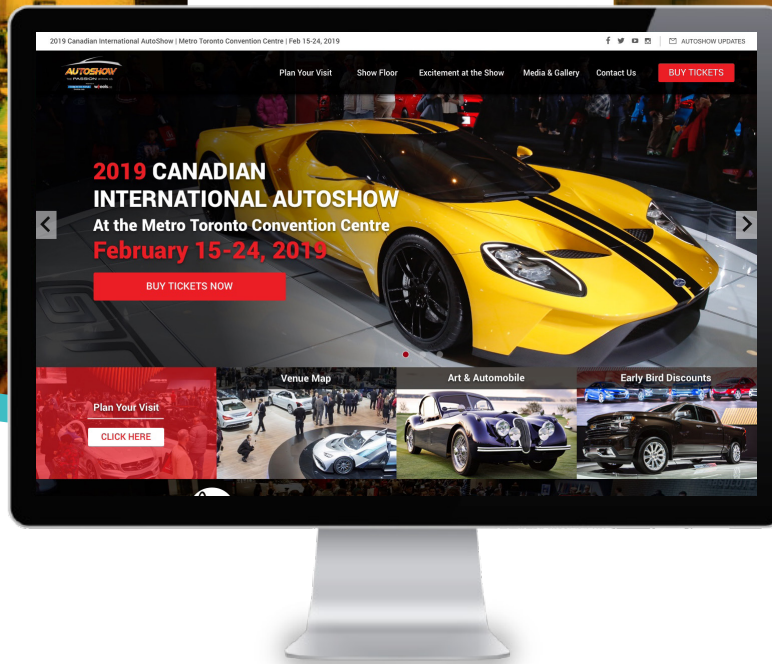 2019 Canadian International AutoShow | Metro Toronto Convention Centre | Feb 15-24, 2019
AUTOSHOW UPDATES
AUTOSHOW
PASSION
Plan Your Visit
Show Floor
Excitement at the Show
Media & Gallery
Contact Us
BUY TICKETS
2019 CANADIAN
INTERNATIONAL AUTOSHOW
At the Metro Toronto Convention Centre
February 15-24, 2019
BUY TICKETS NOW
Plan Your Visit
CLICK HERE
Venue Map
Art & Automobile
Early Bird Discounts